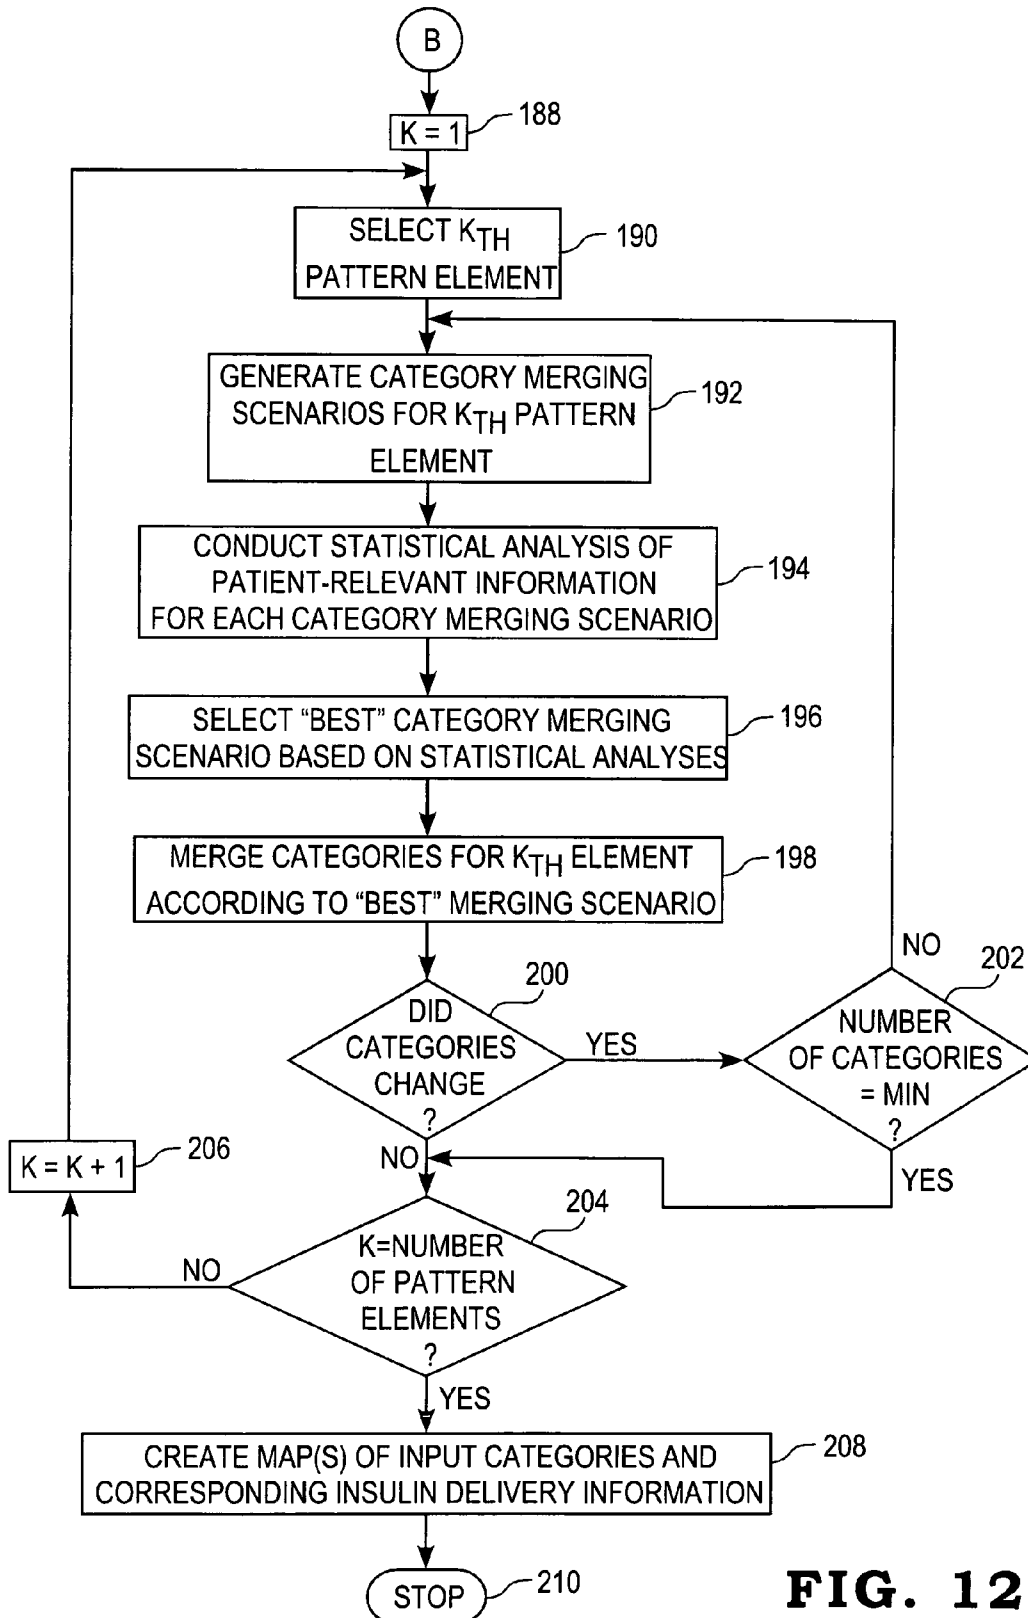 B
K = 1
188
SELECT KTH
PATTERN ELEMENT
190
GENERATE CATEGORY MERGING
SCENARIOS FOR KTH PATTERN
ELEMENT
192
CONDUCT STATISTICAL ANALYSIS OF
PATIENT-RELEVANT INFORMATION
FOR EACH CATEGORY MERGING SCENARIO
194
SELECT “BEST” CATEGORY MERGING
SCENARIO BASED ON STATISTICAL ANALYSES
196
MERGE CATEGORIES FOR KTH ELEMENT
ACCORDING TO “BEST” MERGING SCENARIO
198
DID
CATEGORIES
CHANGE
?
200
YES
NO
NUMBER
OF CATEGORIES
= MIN
?
202
NO
YES
K = K + 1
206
K=NUMBER
OF PATTERN
ELEMENTS
?
204
NO
YES
CREATE MAP(S) OF INPUT CATEGORIES AND
CORRESPONDING INSULIN DELIVERY INFORMATION
208
STOP
210
FIG. 12